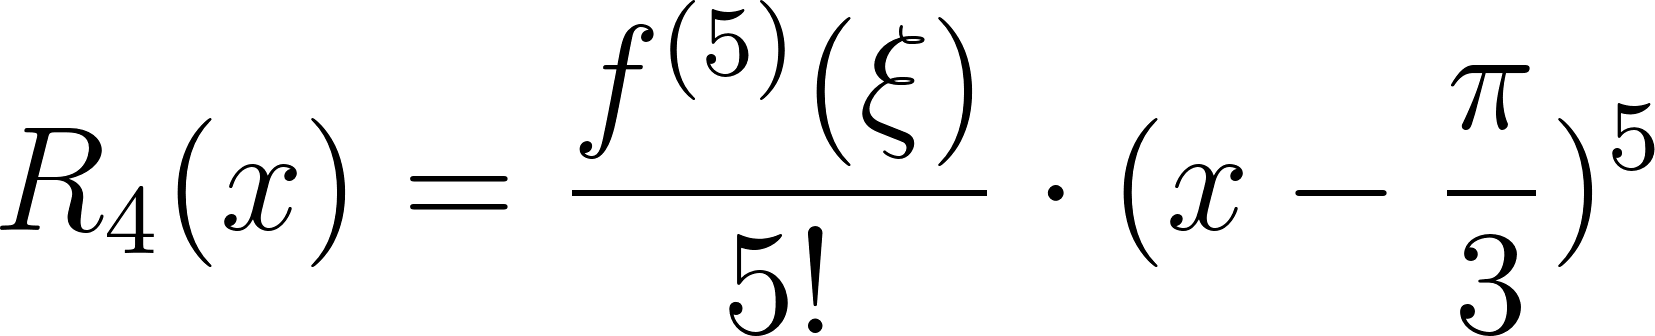 R_4(x) = \frac{f^{(5)}(\xi)}{5!} \cdot (x - \frac{\pi}{3})^5